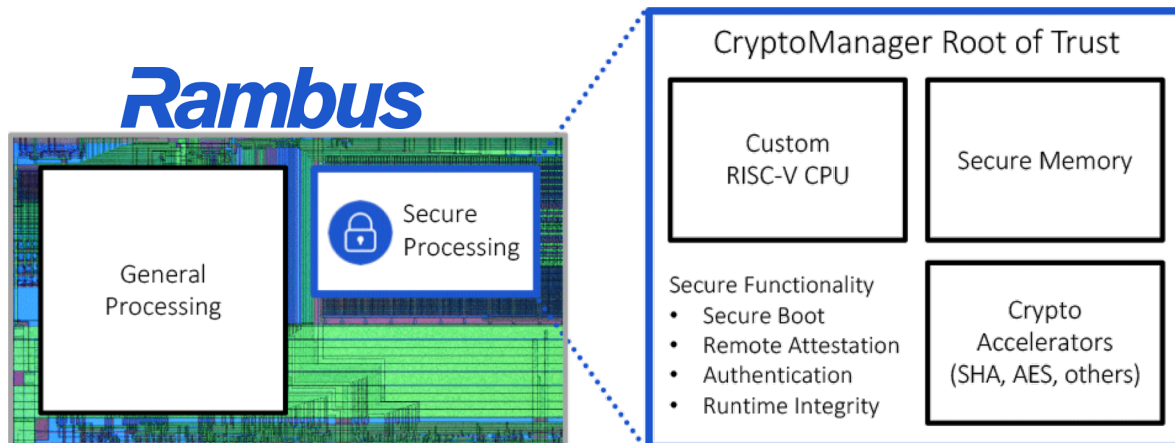 Rambus
General
Processing
Secure
Processing
CryptoManager Root of Trust
Custom
RISC-V CPU
Secure Memory
Secure Functionality
• Secure Boot
• Remote Attestation
• Authentication
• Runtime Integrity
Crypto
Accelerators
(SHA, AES, others)